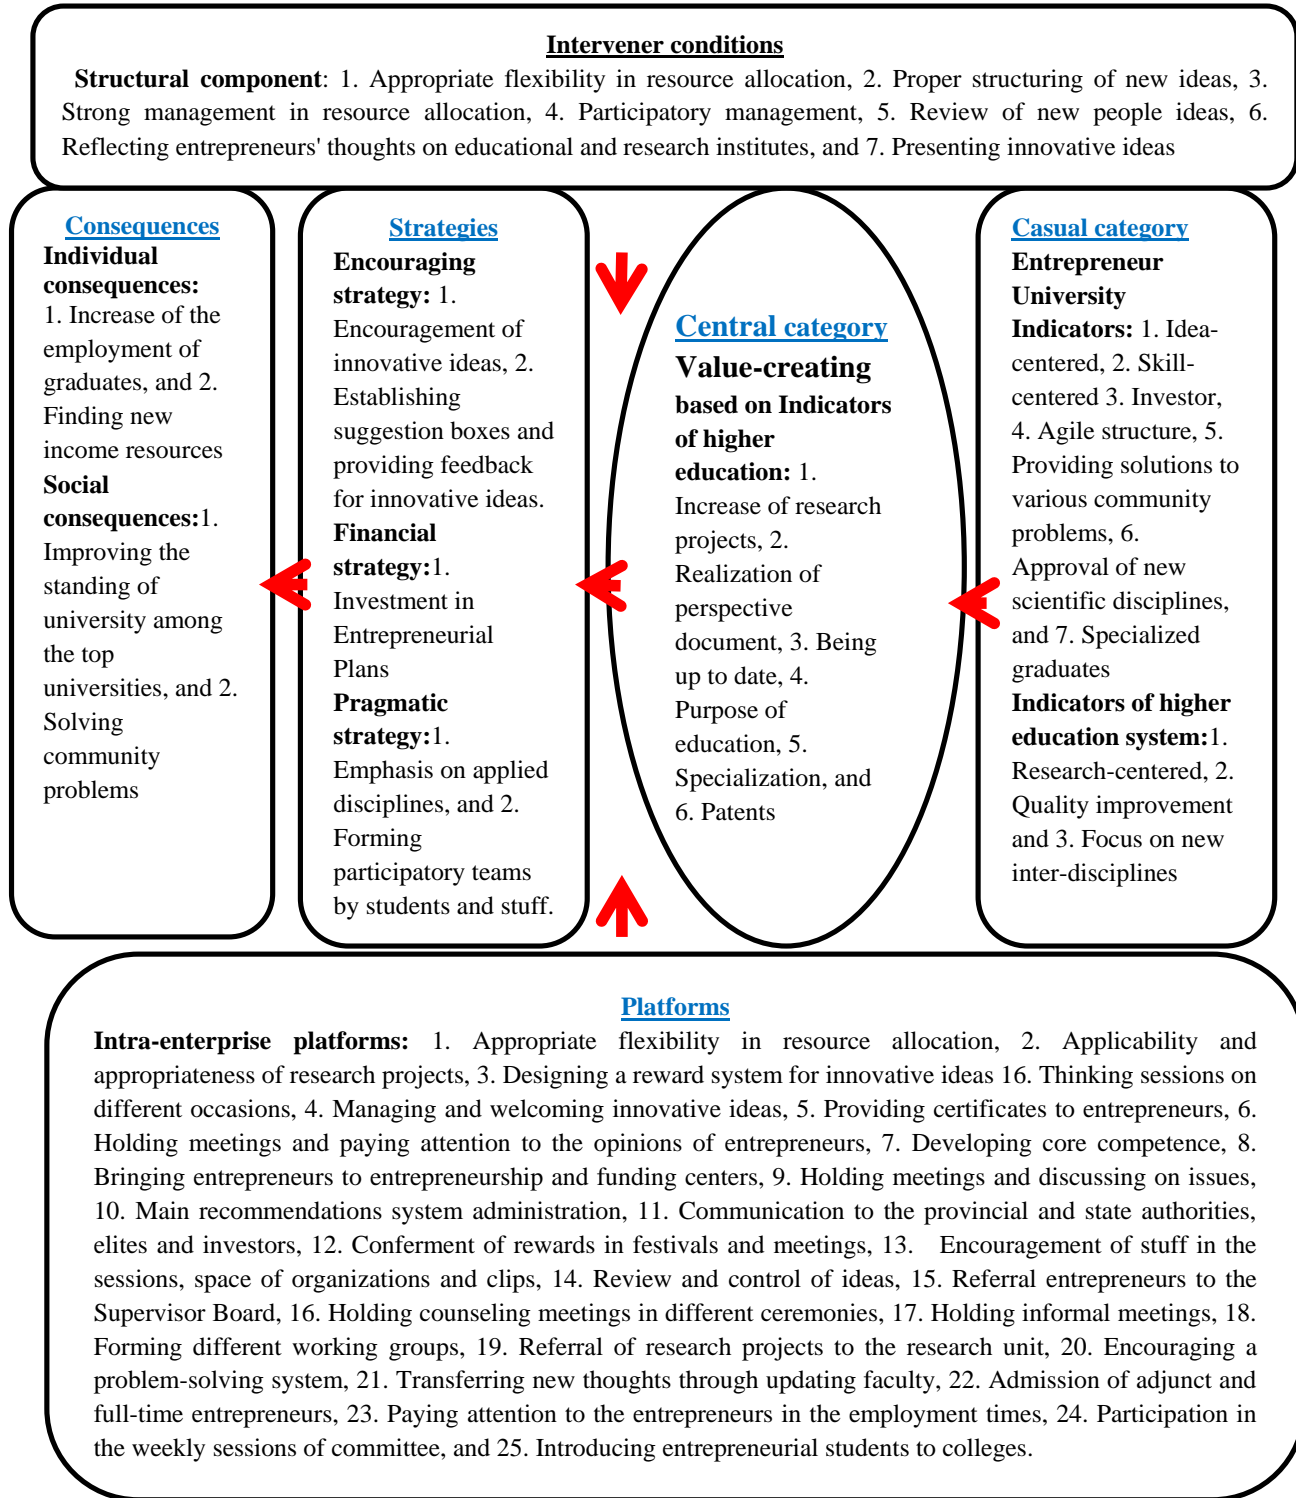 Intervener conditions
Structural component: 1. Appropriate flexibility in resource allocation, 2. Proper structuring of new ideas, 3.
Strong management in resource allocation, 4. Participatory management, 5. Review of new people ideas, 6.
Reflecting entrepreneurs' thoughts on educational and research institutes, and 7. Presenting innovative ideas
Consequences
Individual
consequences:
1. Increase of the
employment of
graduates, and 2.
Finding new
income resources
Social
consequences:1.
Improving the
standing of
university among
the top
universities, and 2.
Solving
community
problems
Strategies
Encouraging
strategy: 1.
Encouragement of
innovative ideas, 2.
Establishing
suggestion boxes and
providing feedback
for innovative ideas.
Financial
strategy:1.
Investment in
Entrepreneurial
Plans
Pragmatic
strategy:1.
Emphasis on applied
disciplines, and 2.
Forming
participatory teams
by students and stuff.
Central category
Value-creating
based on Indicators
of higher
education: 1.
Increase of research
projects, 2.
Realization of
perspective
document, 3. Being
up to date, 4.
Purpose of
education, 5.
Specialization, and
6. Patents
Casual category
Entrepreneur
University
Indicators: 1. Idea-
centered, 2. Skill-
centered 3. Investor,
4. Agile structure, 5.
Providing solutions to
various community
problems, 6.
Approval of new
scientific disciplines,
and 7. Specialized
graduates
Indicators of higher
education system:1.
Research-centered, 2.
Quality improvement
and 3. Focus on new
inter-disciplines
Platforms
Intra-enterprise platforms: 1. Appropriate flexibility in resource allocation, 2. Applicability and
appropriateness of research projects, 3. Designing a reward system for innovative ideas 16. Thinking sessions on
different occasions, 4. Managing and welcoming innovative ideas, 5. Providing certificates to entrepreneurs, 6.
Holding meetings and paying attention to the opinions of entrepreneurs, 7. Developing core competence, 8.
Bringing entrepreneurs to entrepreneurship and funding centers, 9. Holding meetings and discussing on issues,
10. Main recommendations system administration, 11. Communication to the provincial and state authorities,
elites and investors, 12. Conferment of rewards in festivals and meetings, 13. Encouragement of stuff in the
sessions, space of organizations and clips, 14. Review and control of ideas, 15. Referral entrepreneurs to the
Supervisor Board, 16. Holding counseling meetings in different ceremonies, 17. Holding informal meetings, 18.
Forming different working groups, 19. Referral of research projects to the research unit, 20. Encouraging a
problem-solving system, 21. Transferring new thoughts through updating faculty, 22. Admission of adjunct and
full-time entrepreneurs, 23. Paying attention to the entrepreneurs in the employment times, 24. Participation in
the weekly sessions of committee, and 25. Introducing entrepreneurial students to colleges.